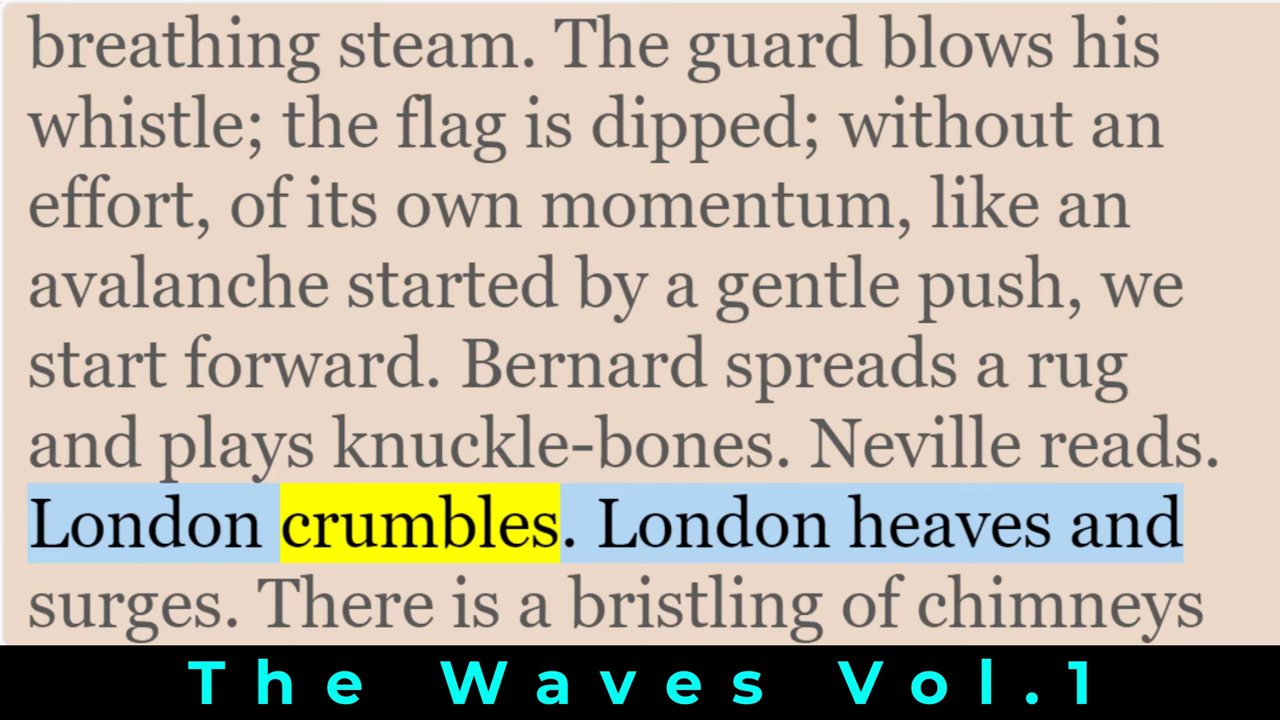 breathing steam. The guard blows his
whistle; the flag is dipped; without an
effort, of its own momentum, like an
avalanche started by a gentle push, we
start forward. Bernard spreads a rug
and plays knuckle-bones. Neville reads.
London crumbles. London heaves and
surges. There is a bristling of chimneys
The Waves Vol.1